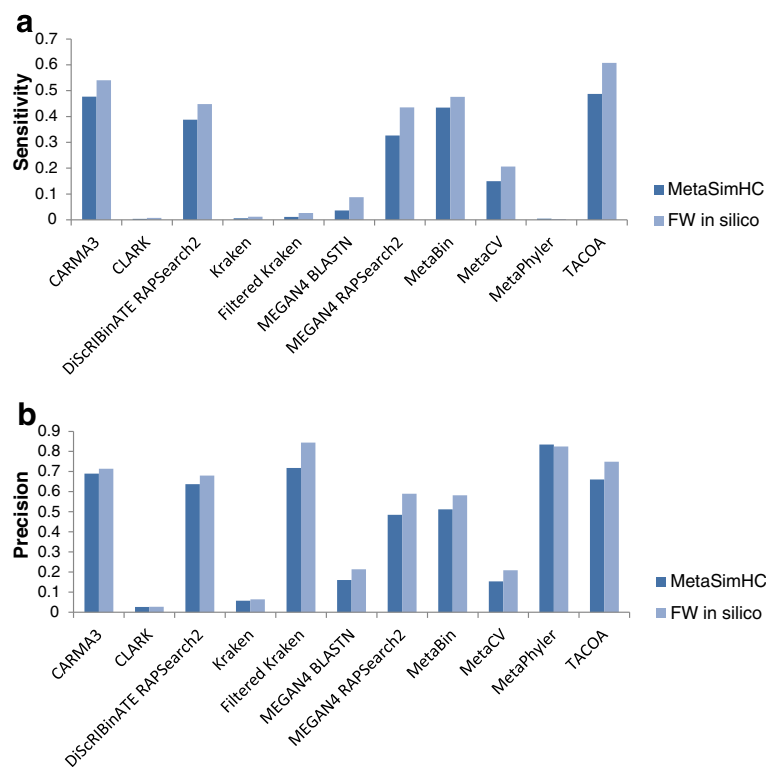 a
0.7
0.6
0.5
0.4
0.3
0.2
0.1
0
Sensitivity
CARMA3
CLARK
DiScRIBinATE RAPSearch2
Kraken
Filtered Kraken
MEGAN4 BLASTN
MEGAN4 RAPSearch2
MetaBin
MetaCV
MetaPhyler
TACOA
MetaSimHC
FW in silico
b
0.9
0.8
0.7
0.6
0.5
0.4
0.3
0.2
0.1
0
Precision
CARMA3
CLARK
DiScRIBinATE RAPSearch2
Kraken
Filtered Kraken
MEGAN4 BLASTN
MEGAN4 RAPSearch2
MetaBin
MetaCV
MetaPhyler
TACOA
MetaSimHC
FW in silico